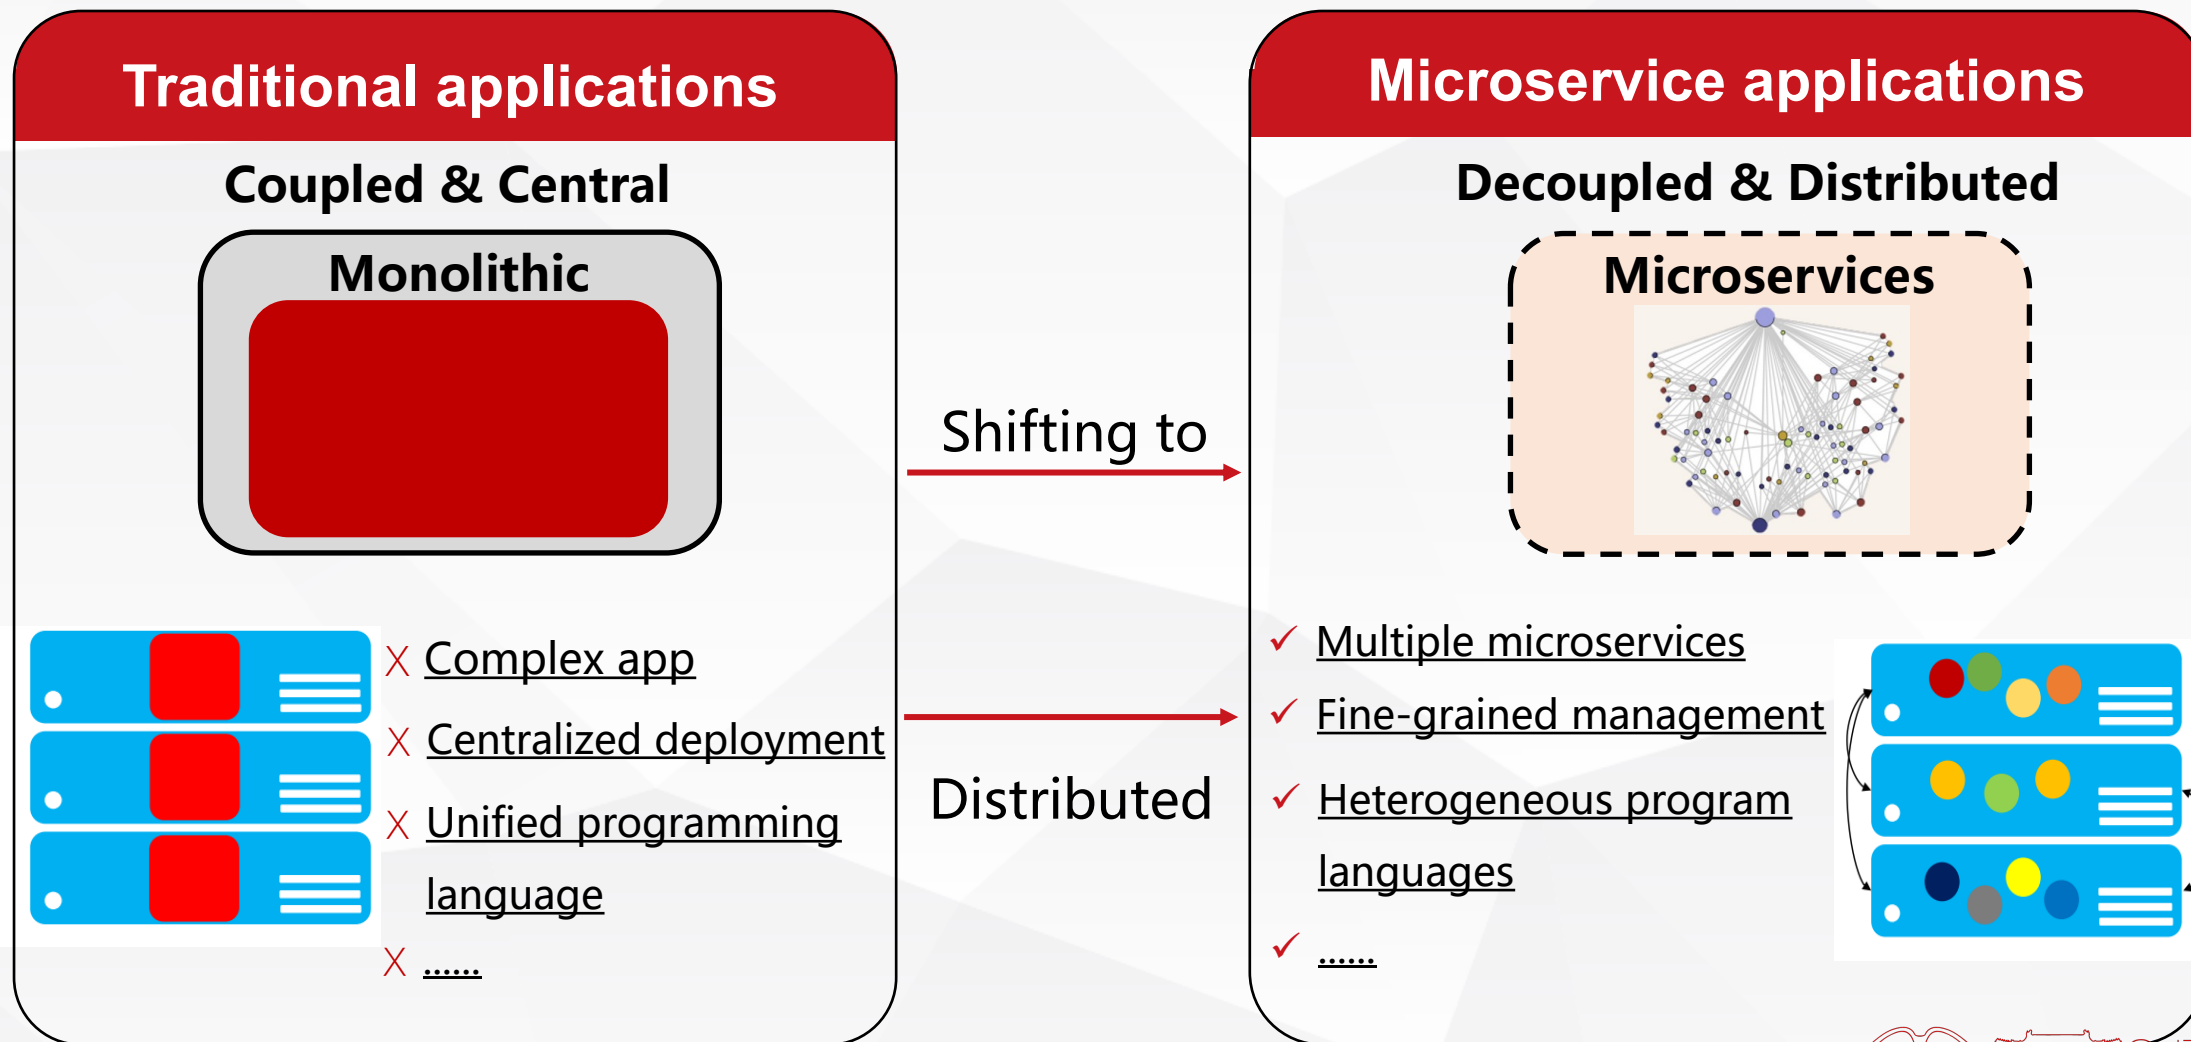 Traditional applications
Coupled & Central
Monolithic
X Complex app
X Centralized deployment
X Unified programming
language
X ......
Shifting to
Distributed
Microservice applications
Decoupled & Distributed
Microservices
✓ Multiple microservices
✓ Fine-grained management
✓ Heterogeneous program
languages
✓ ......